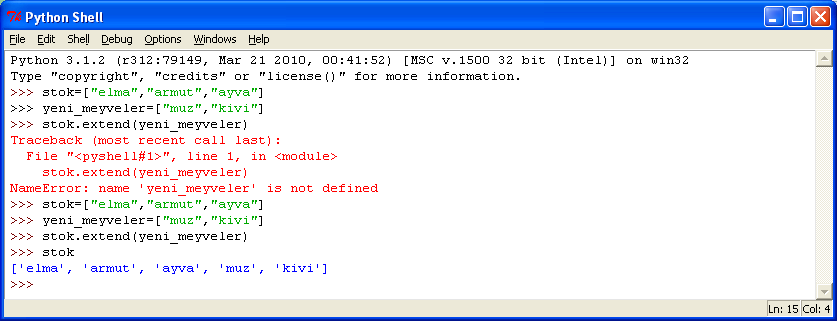 Python Shell
File Edit Shell Debug Options Windows Help
Python 3.1.2 (r312:79149, Mar 21 2010, 00:41:52) [MSC v.1500 32 bit (Intel)] on win32
Type "copyright", "credits" or "license()" for more information.
>>> stok=["elma","armut","ayva"]
>>> yeni_meyveler=["muz","kivi"]
>>> stok.extend(yeni_meyveler)
Traceback (most recent call last):
  File "<pyshell#1>", line 1, in <module>
    stok.extend(yeni_meyveler)
NameError: name 'yeni_meyveler' is not defined
>>> stok=["elma","armut","ayva"]
>>> yeni_meyveler=["muz","kivi"]
>>> stok.extend(yeni_meyveler)
>>> stok
['elma', 'armut', 'ayva', 'muz', 'kivi']
>>>
Ln: 15 Col: 4